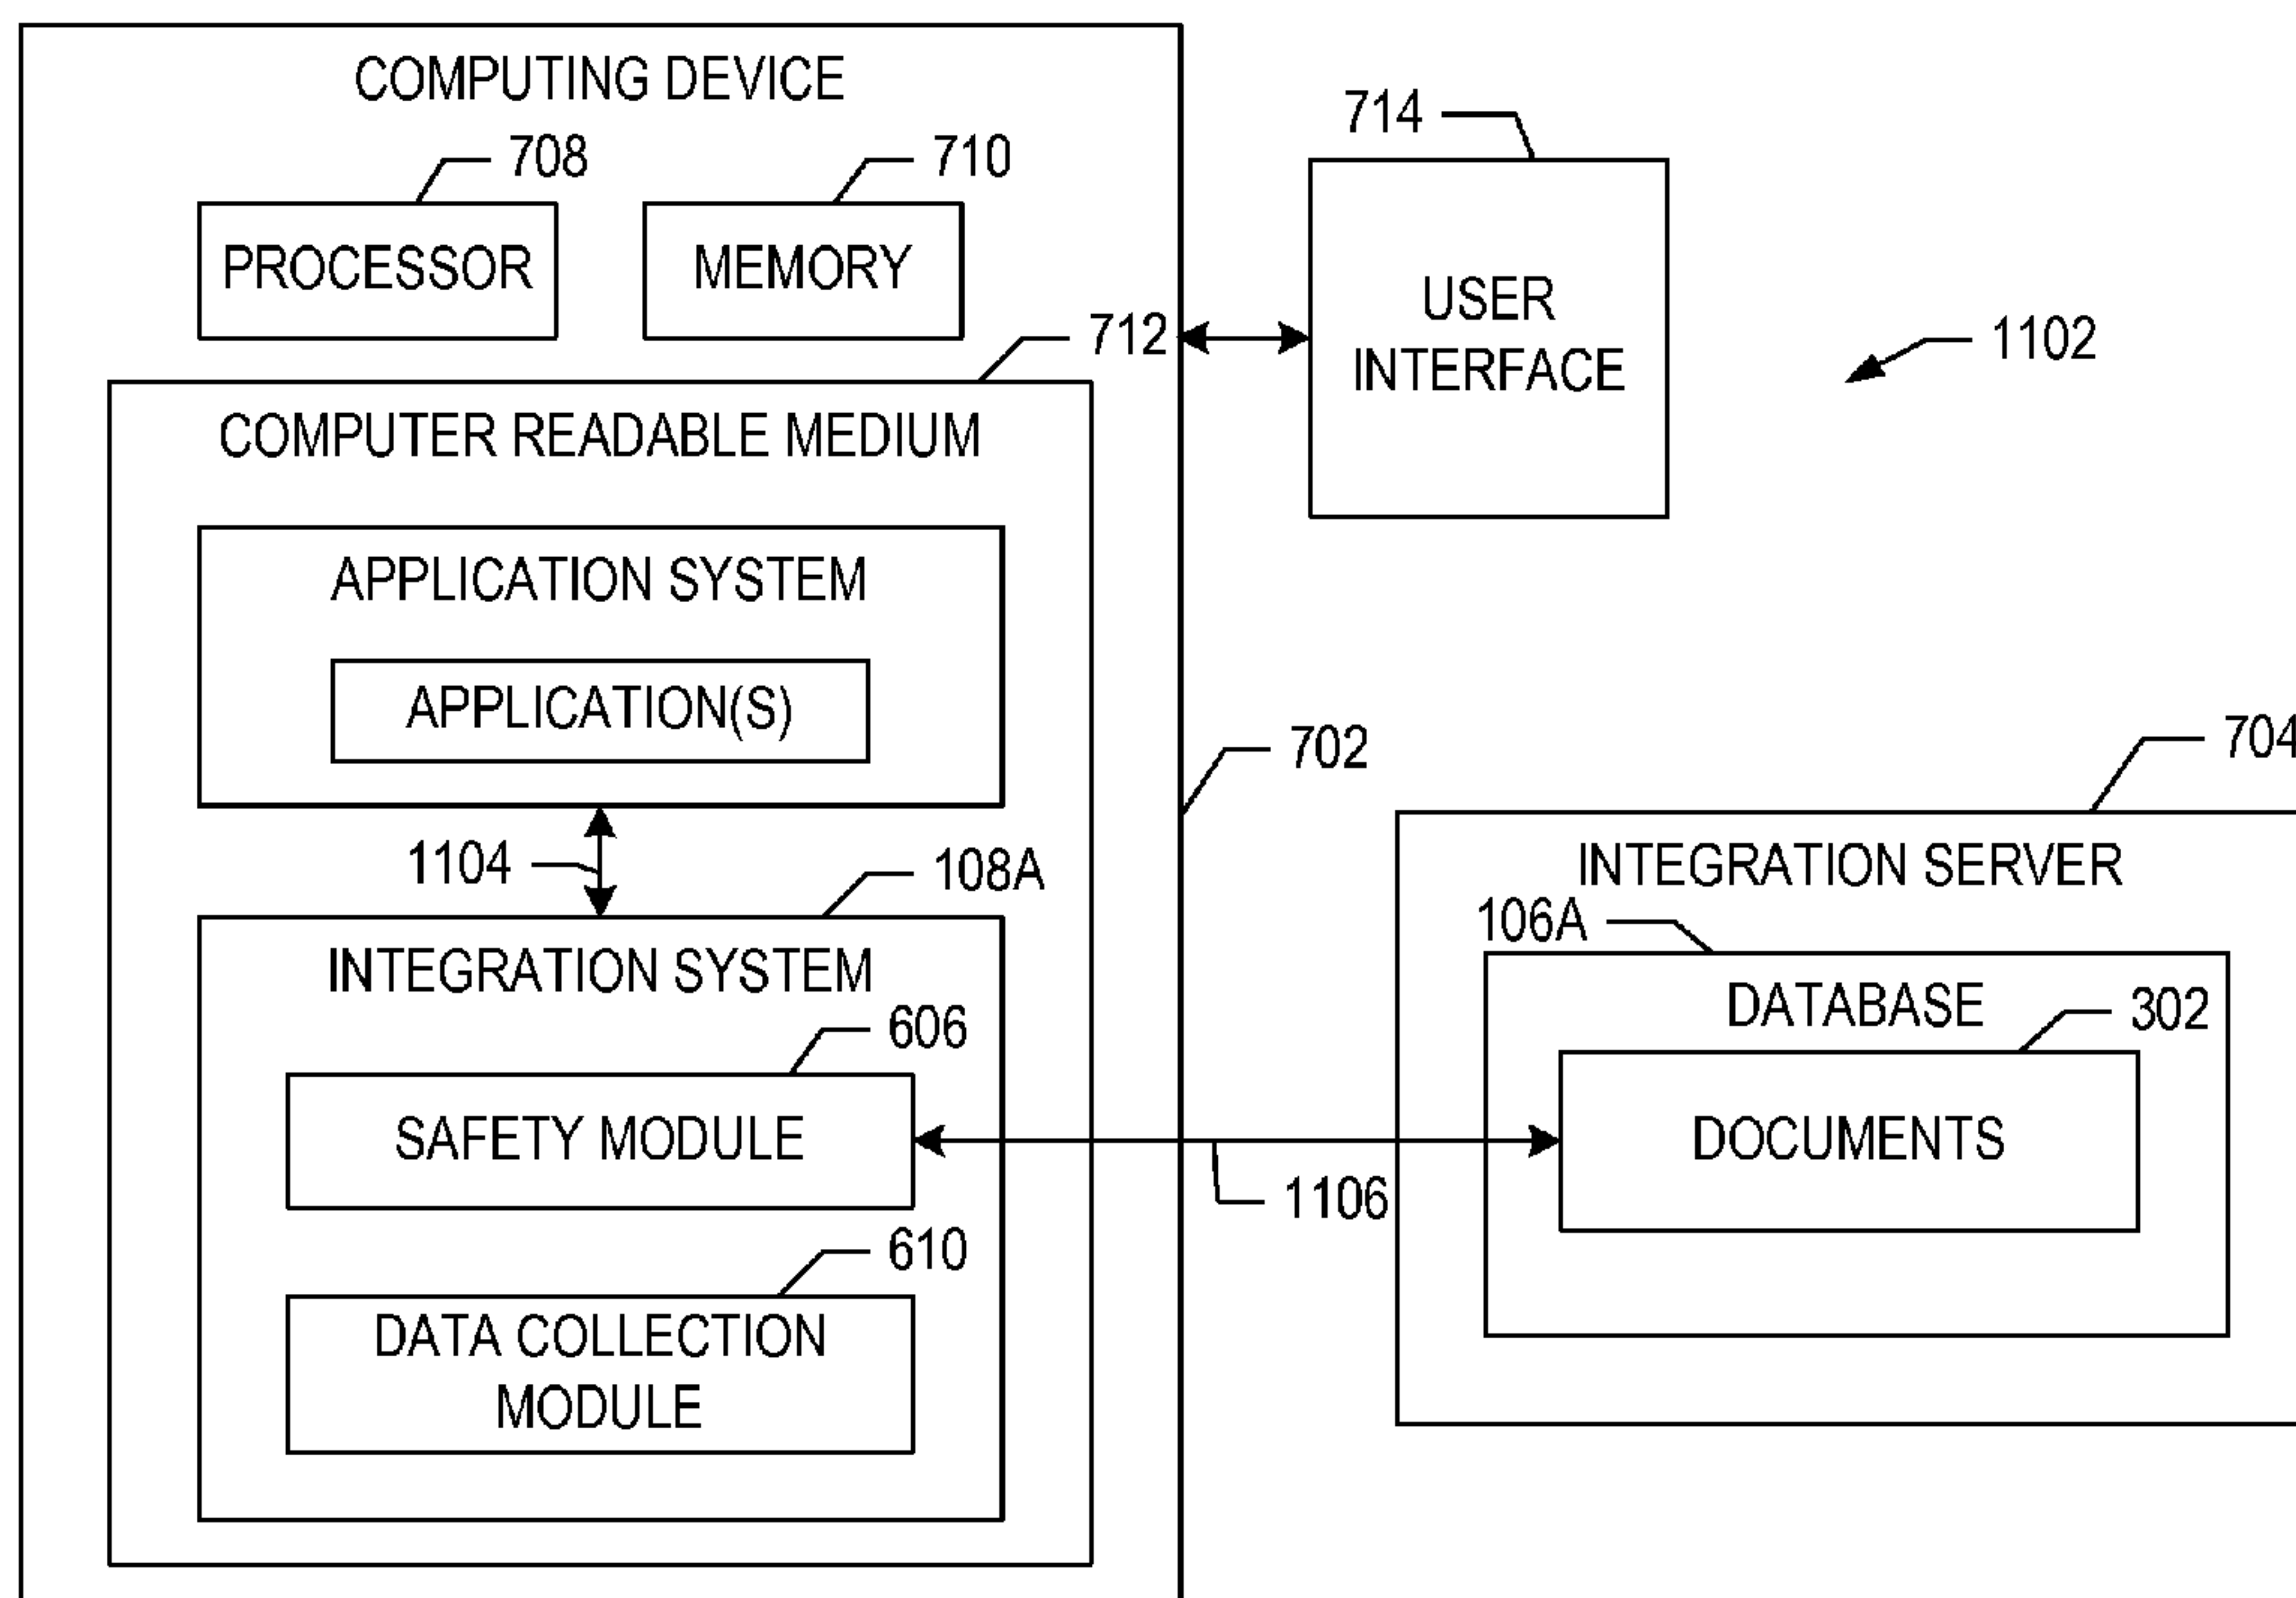 COMPUTING DEVICE
708
710
PROCESSOR
MEMORY
712
COMPUTER READABLE MEDIUM
APPLICATION SYSTEM
APPLICATION(S)
1104
108A
INTEGRATION SYSTEM
606
SAFETY MODULE
610
DATA COLLECTION
MODULE
714
USER
INTERFACE
1102
702
704
INTEGRATION SERVER
106A
DATABASE
302
DOCUMENTS
1106